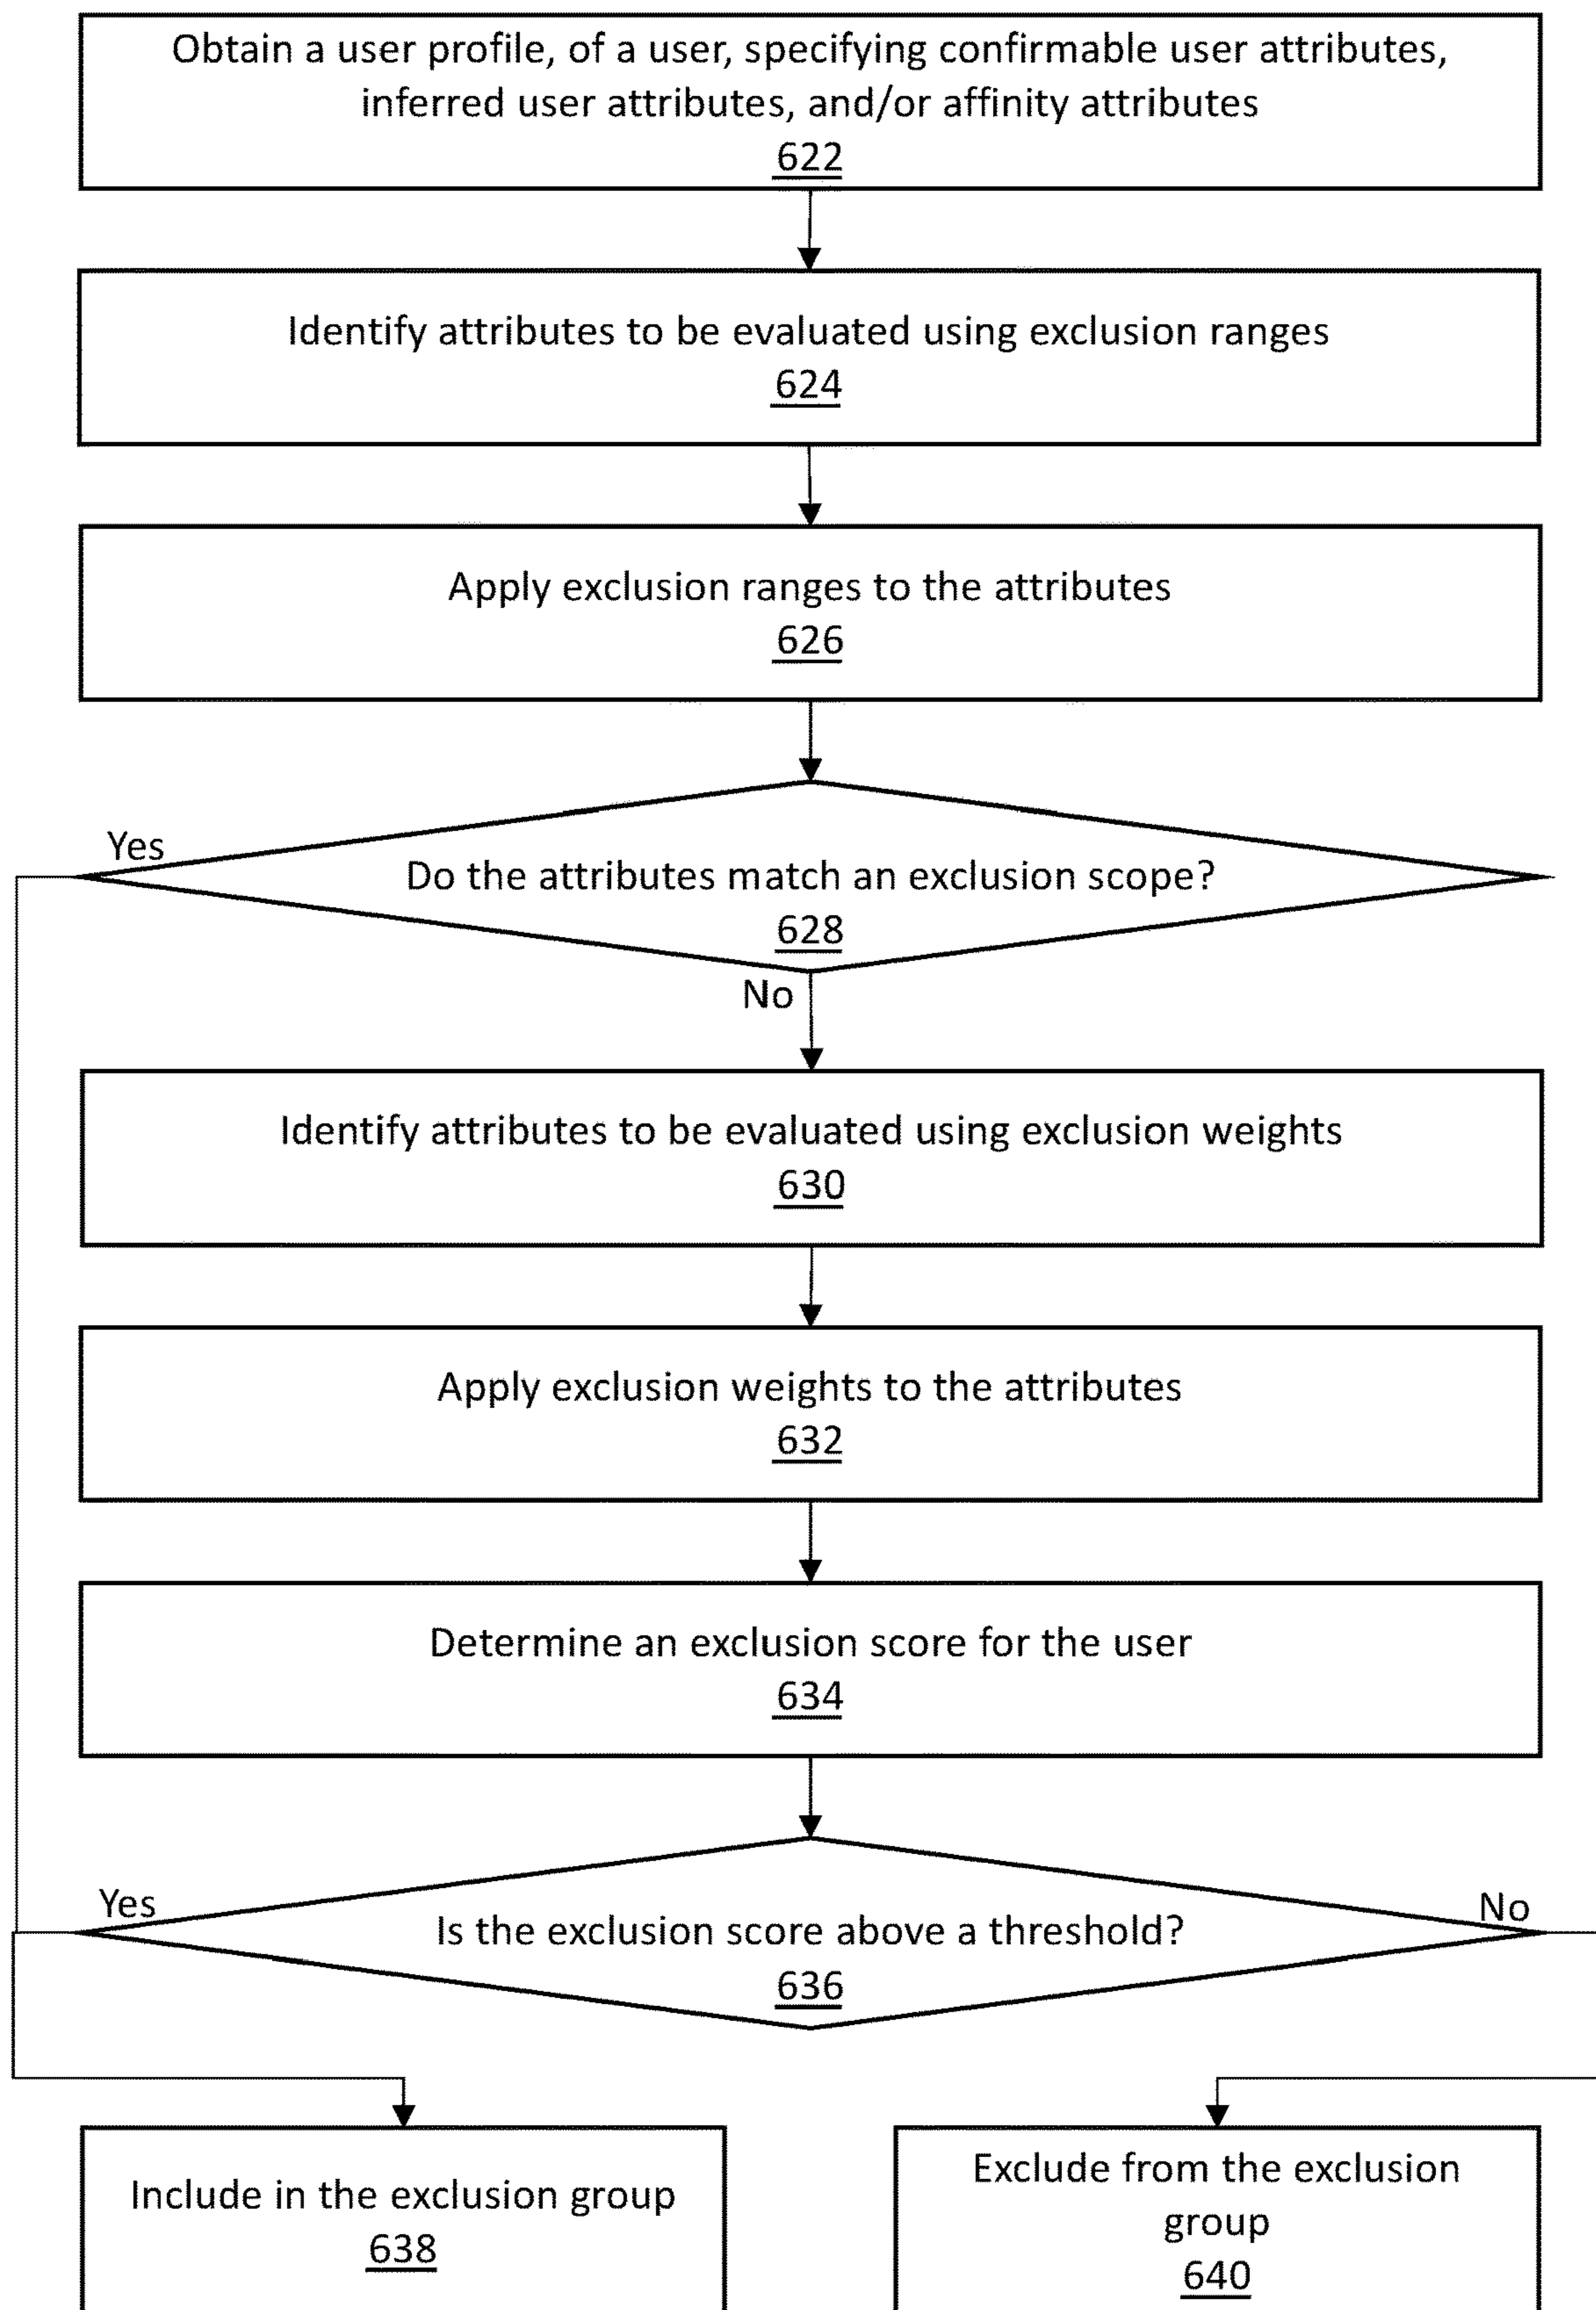 Obtain a user profile, of a user, specifying confirmable user attributes,
inferred user attributes, and/or affinity attributes
622
Identify attributes to be evaluated using exclusion ranges
624
Apply exclusion ranges to the attributes
626
Yes
Do the attributes match an exclusion scope?
628
No
Identify attributes to be evaluated using exclusion weights
630
Apply exclusion weights to the attributes
632
Determine an exclusion score for the user
634
Yes
No
Is the exclusion score above a threshold?
636
Include in the exclusion group
638
Exclude from the exclusion
group
640